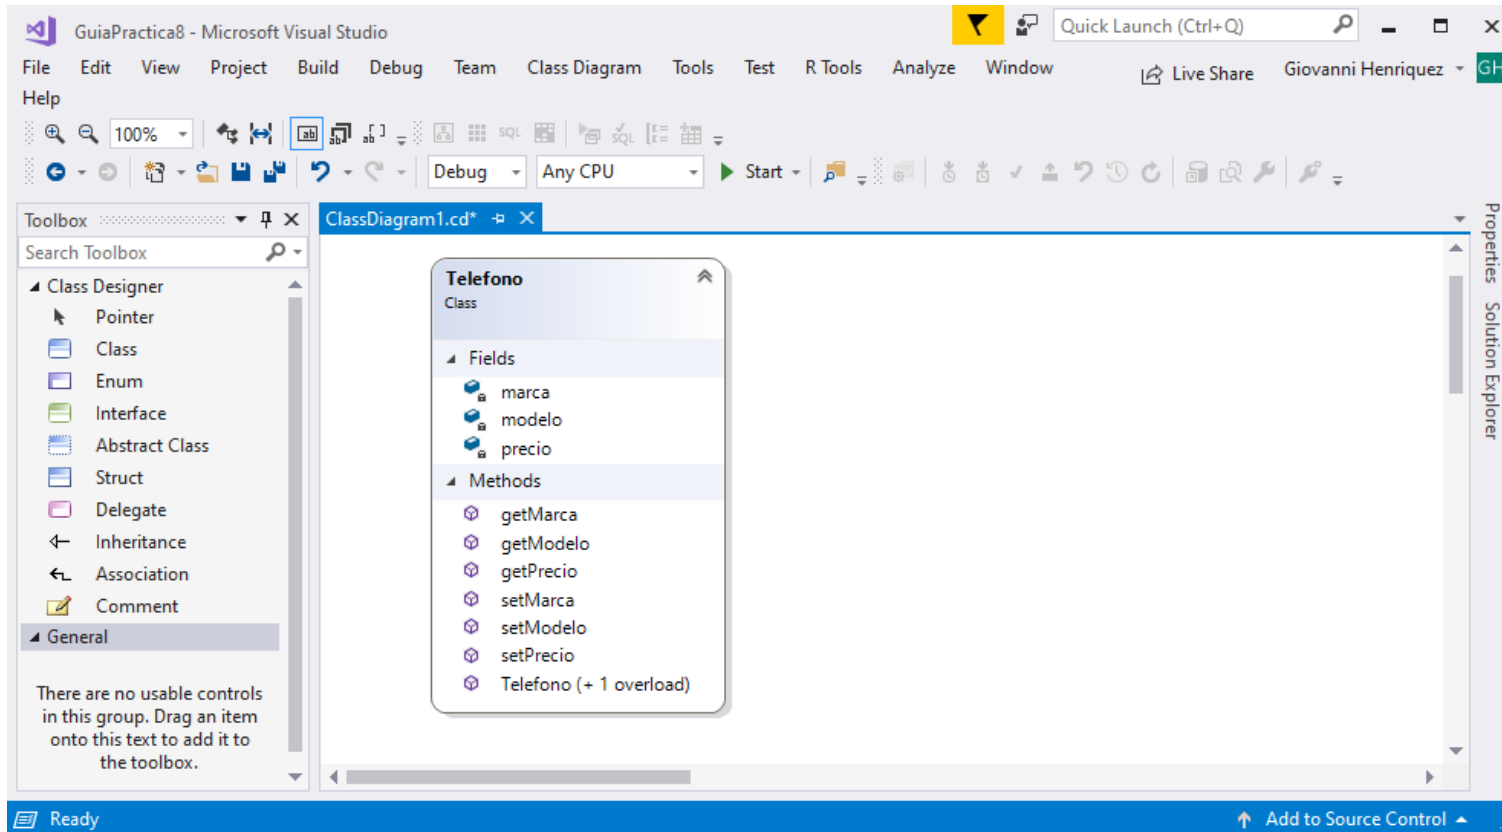 GuiaPractica8 - Microsoft Visual Studio
Quick Launch (Ctrl+Q)
File Edit View Project Build Debug Team Class Diagram Tools Test R Tools Analyze Window
Live Share
Giovanni Henriquez
GH
Help
100%
ab
SQL
SQL
Debug
Any CPU
Start
Toolbox
Search Toolbox
Class Designer
Pointer
Class
Enum
Interface
Abstract Class
Struct
Delegate
Inheritance
Association
Comment
General
There are no usable controls
in this group. Drag an item
onto this text to add it to
the toolbox.
ClassDiagram1.cd*
Telefono
Class
Fields
marca
modelo
precio
Methods
getMarca
getModelo
getPrecio
setMarca
setModelo
setPrecio
Telefono (+ 1 overload)
Properties
Solution Explorer
Ready
Add to Source Control